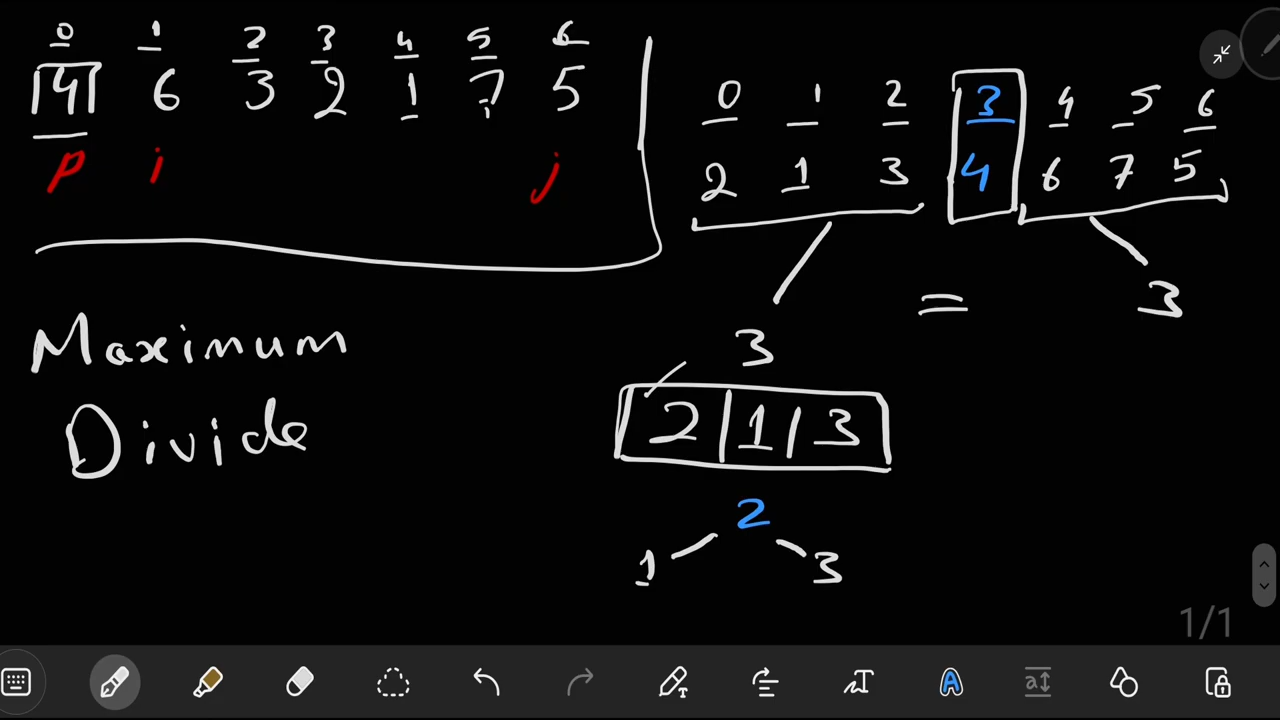 0 1 2 3 4 5 6
4 6 3 2 1 7 5
p i j
0 1 2 3 4 5 6
2 1 3 4 6 7 5
3 = 3
Maximum
Divide
2 1 3
2
1 3
1/1